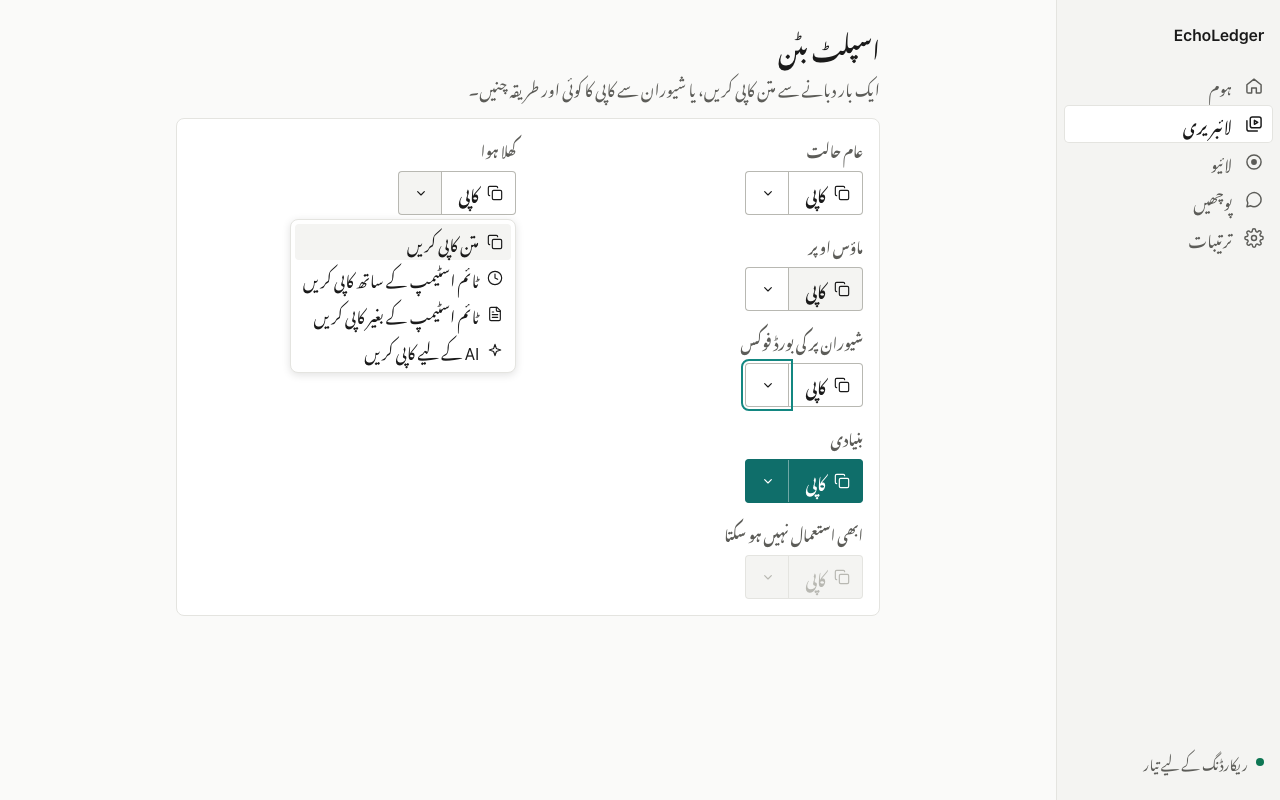 EchoLedger
ہوم
لائبریری
لائیو
پوچھیں
ترتیبات
ریکارڈنگ کے لیے تیار
اسپلٹ بٹن
ایک بار دبانے سے متن کاپی کریں، یا شیوران سے کاپی کا کوئی اور طریقہ چنیں۔
عام حالت
کاپی
ماؤس اوپر
کاپی
شیوران پر کی بورڈ فوکس
کاپی
بنیادی
کاپی
ابھی استعمال نہیں ہو سکتا
کاپی
کھلا ہوا
کاپی
متن کاپی کریں
ٹائم اسٹیمپ کے ساتھ کاپی کریں
ٹائم اسٹیمپ کے بغیر کاپی کریں
AI کے لیے کاپی کریں